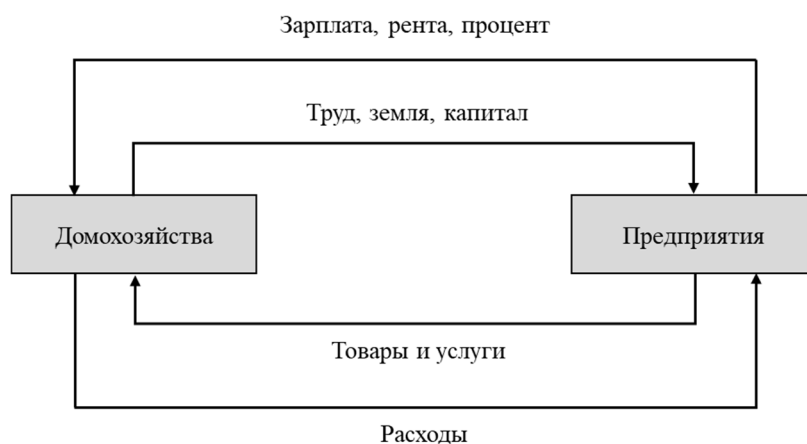 Зарплата, рента, процент
Труд, земля, капитал
Домохозяйства
Предприятия
Товары и услуги
Расходы